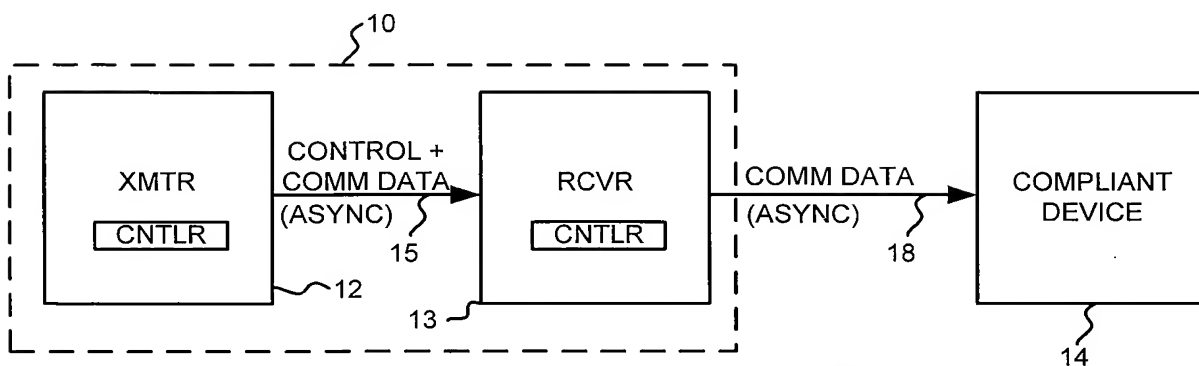 10
XMTR
CNTLR
12
CONTROL +
COMM DATA
(ASYNC)
15
RCVR
CNTLR
13
COMM DATA
(ASYNC)
18
COMPLIANT
DEVICE
14